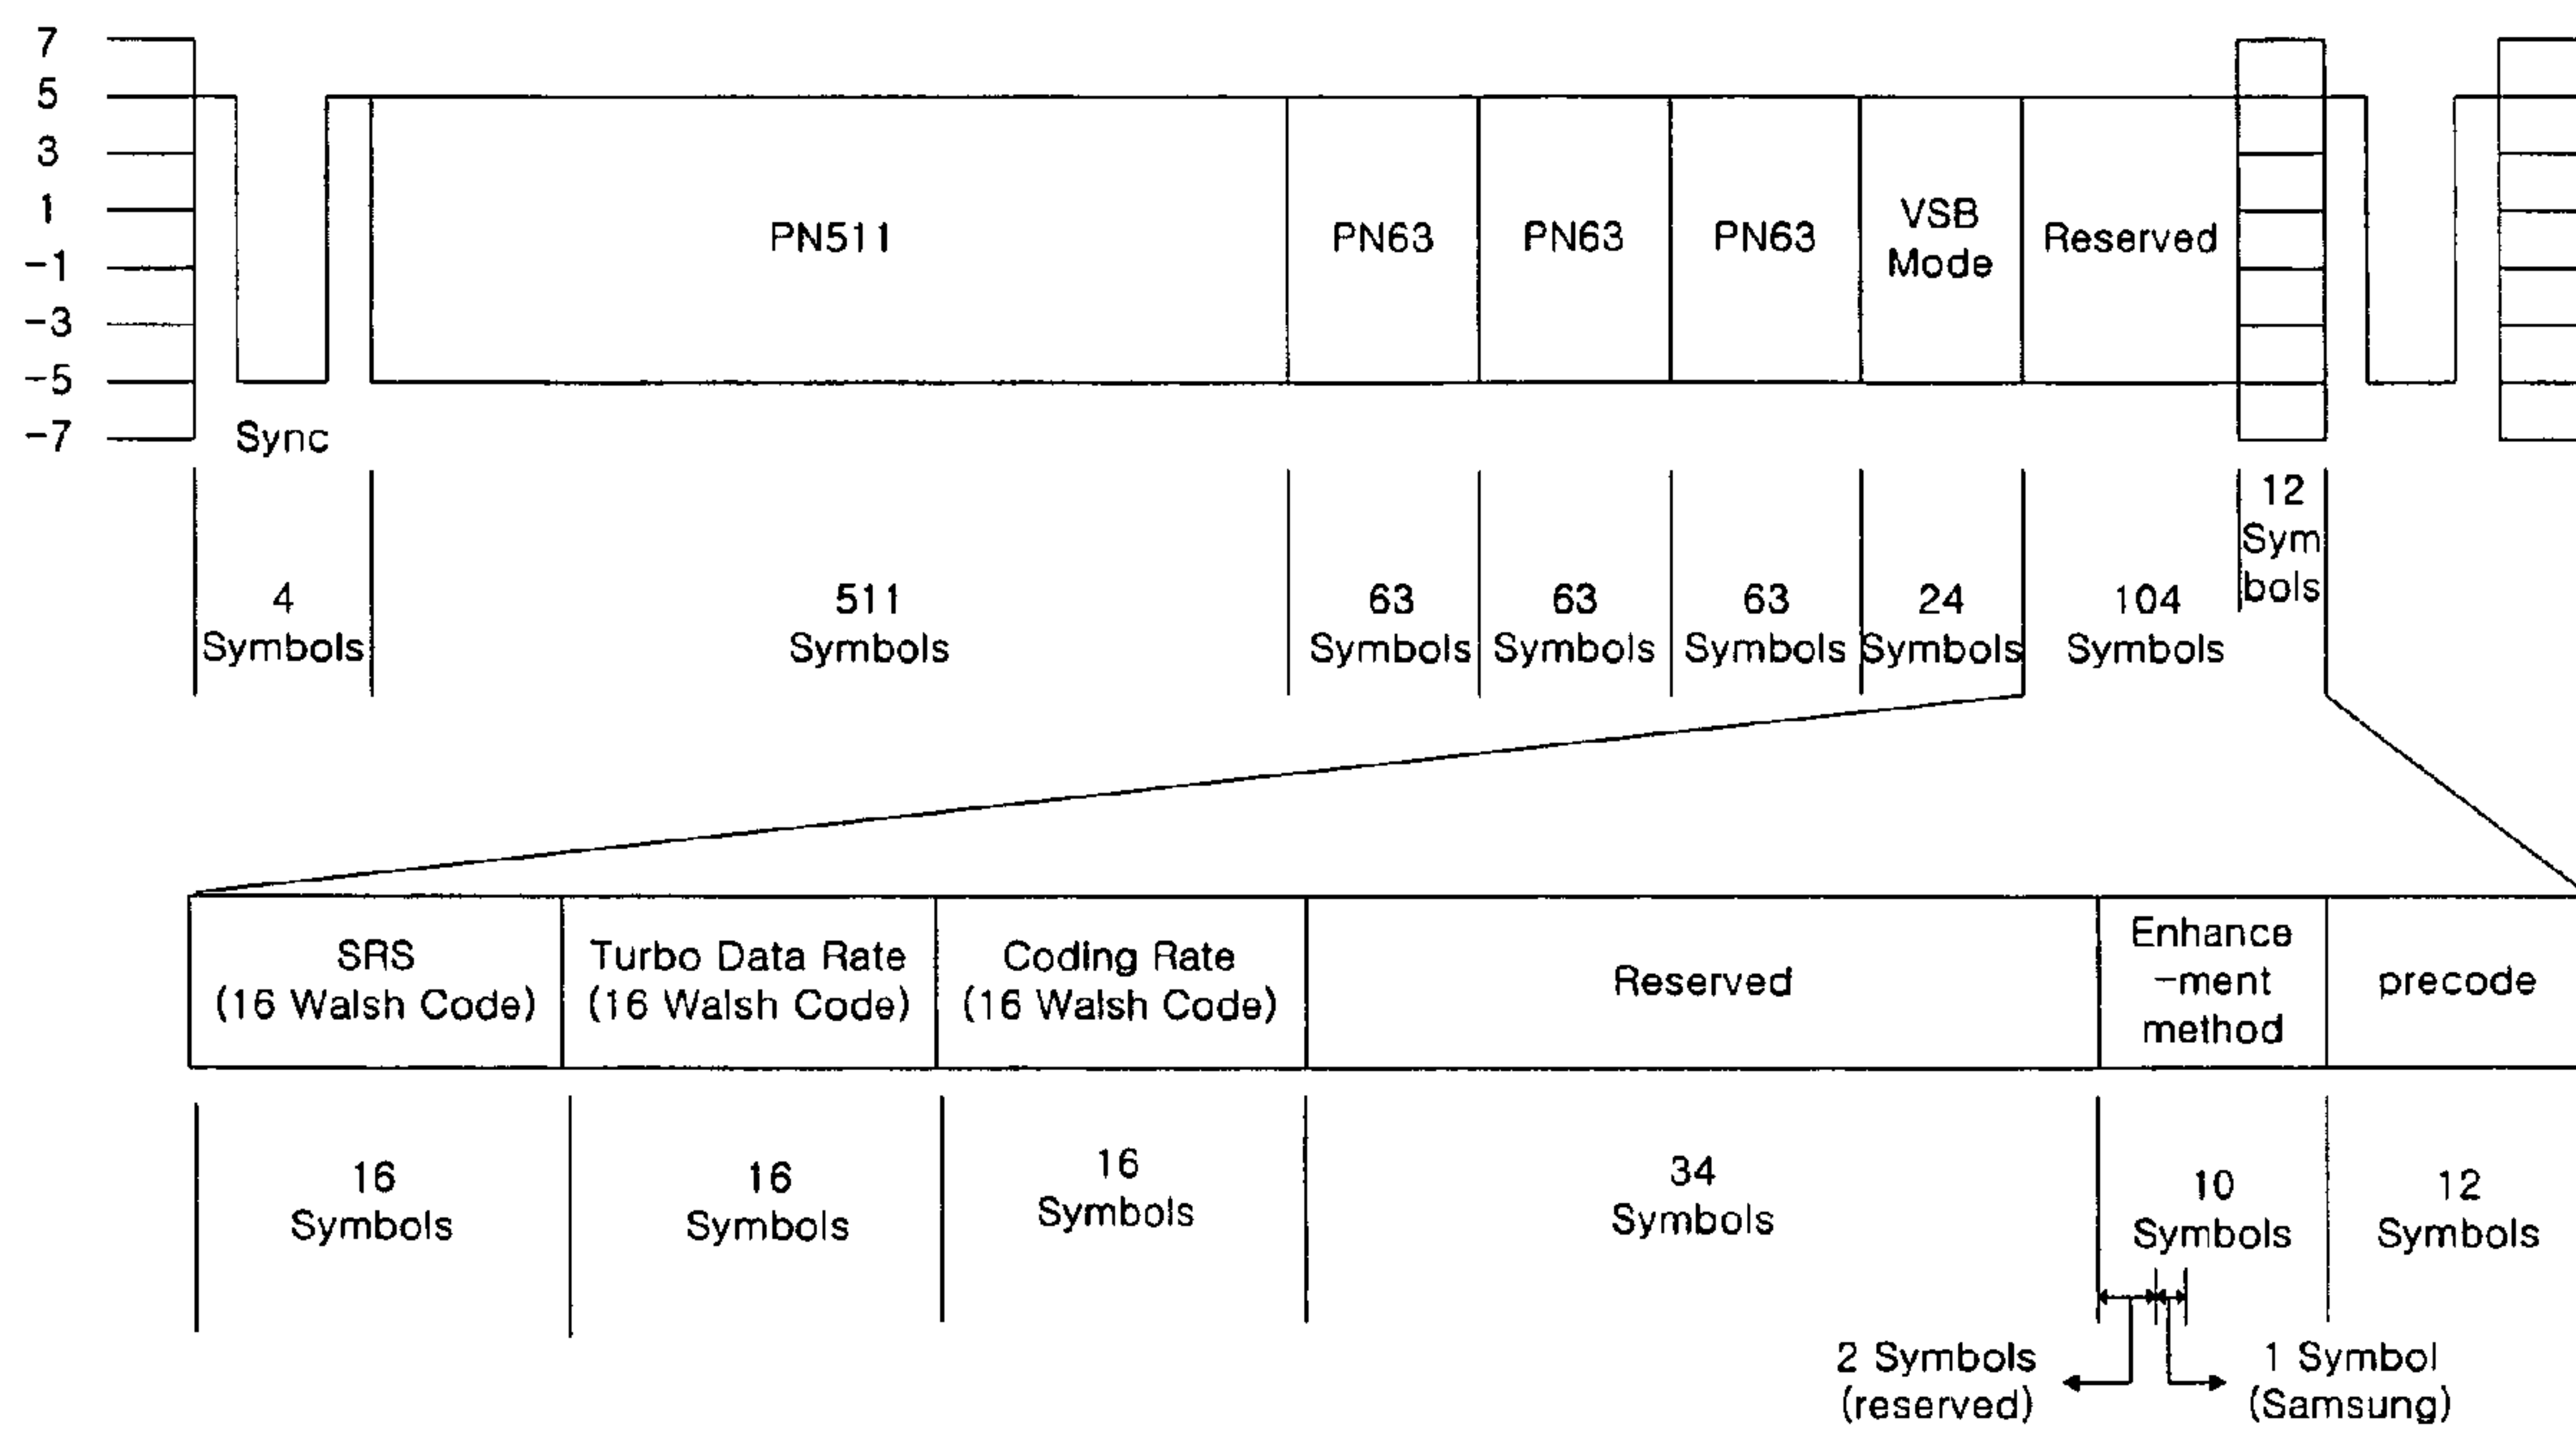 7
5
3
1
-1
-3
-5
-7
Sync
PN511
PN63
PN63
PN63
VSB
Mode
Reserved
4
Symbols
511
Symbols
63
Symbols
63
Symbols
63
Symbols
24
Symbols
104
Symbols
12
Sym
bols
SRS
(16 Walsh Code)
Turbo Data Rate
(16 Walsh Code)
Coding Rate
(16 Walsh Code)
Reserved
Enhance
-ment
method
precode
16
Symbols
16
Symbols
16
Symbols
34
Symbols
10
Symbols
12
Symbols
2 Symbols
(reserved)
1 Symbol
(Samsung)